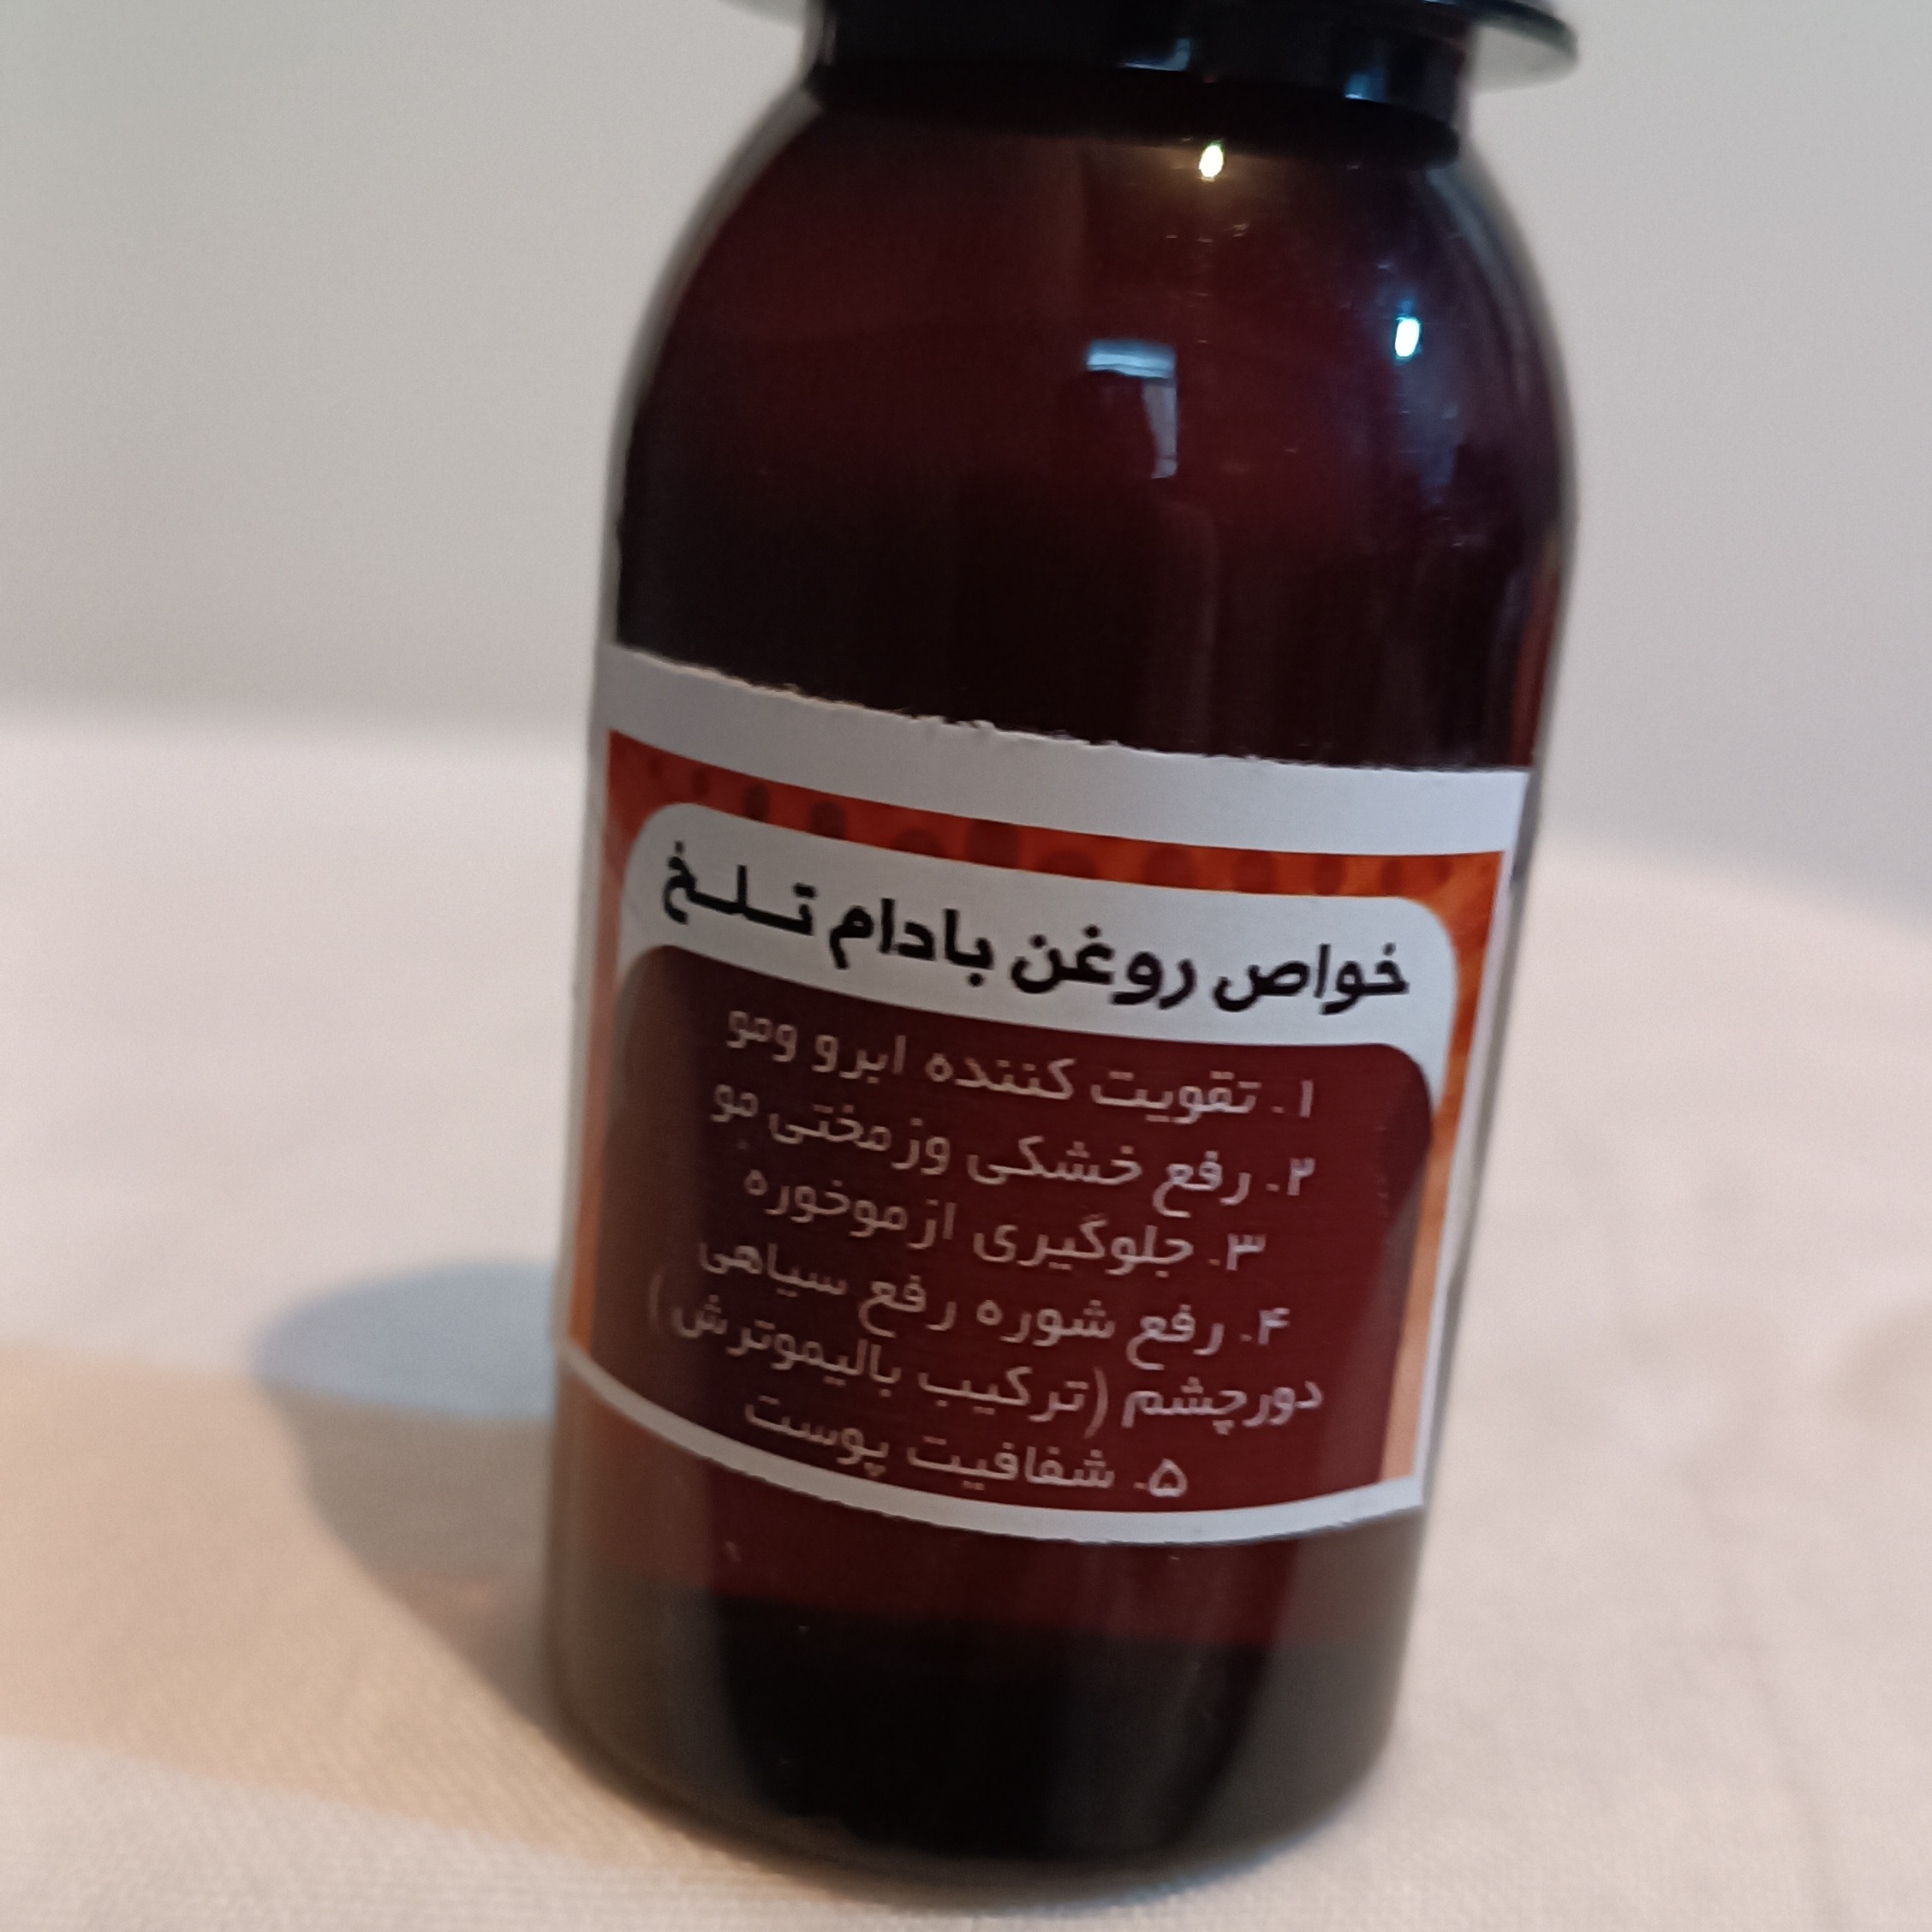 خواص روغن بادام تلخ
۱. تقویت کننده ابرو ومو
۲. رفع خشکی وزمختی مو
۳. جلوگیری ازموخوره
۴. رفع شوره رفع سیاهی
دورچشم (ترکیب بالیموترش)
۵. شفافیت پوست